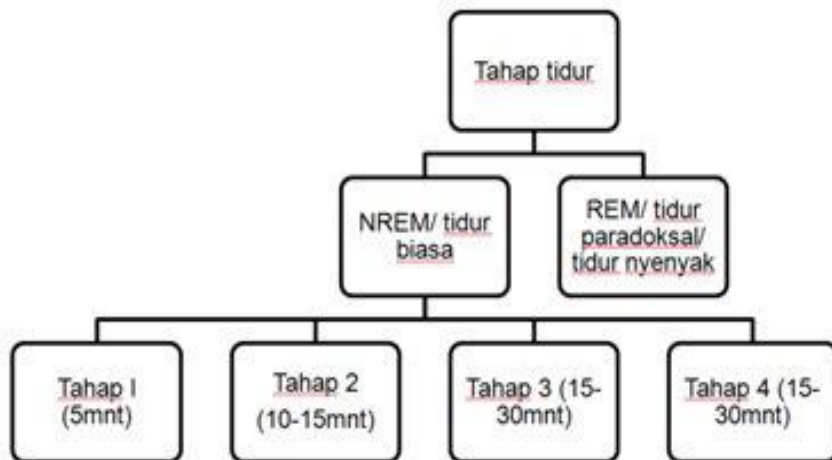 Tahap tidur
NREM/ tidur
biasa
REM/ tidur
paradoksal/
tidur nyenyak
Tahap I
(5mnt)
Tahap 2
(10-15mnt)
Tahap 3 (15-
30mnt)
Tahap 4 (15-
30mnt)